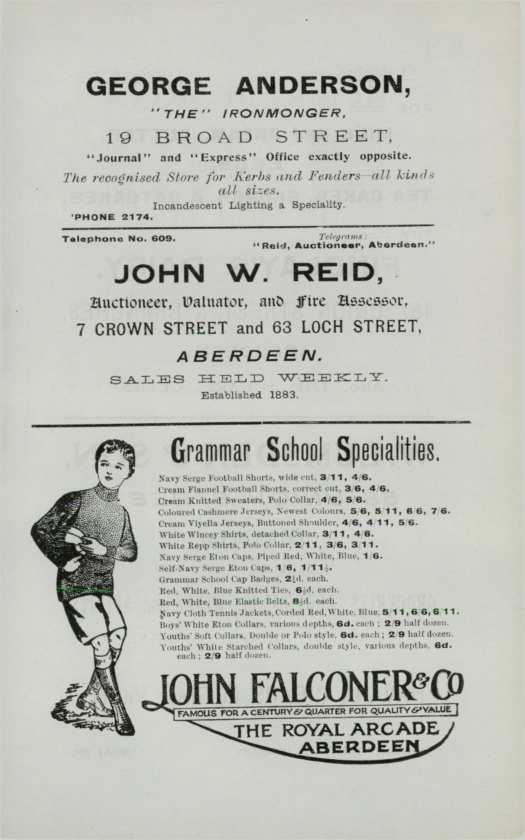 GEORGE ANDERSON,
"THE" IRONMONGER,
19 BROAD STREET,
"Journal" and "Express" Office exactly opposite.
The recognised Store for Kerbs and Fenders—all kinds
all sizes.
Incandescent Lighting a Speciality.
'PHONE 2174.
Telephone No. 609.
Telegrams:
"Reid, Auctioneer, Aberdeen."
JOHN W. REID,
Auctioneer, Valuator, and Fire Assessor,
7 CROWN STREET and 63 LOCH STREET,
ABERDEEN.
SALES HELD WEEKLY.
Established 1883.
Grammar School Specialities.
Navy Serge Football Shorts, wide cut, 3/11, 4/6.
Cream Flannel Football Shorts, correct cut, 3/6, 4/6.
Cream Knitted Sweaters, Polo Collar, 4/6, 5/6.
Coloured Cashmere Jerseys, Newest Colours, 5/6, 5/11, 6/6, 7/6.
Cream Viyella Jerseys, Buttoned Shoulder, 4/6, 4/11, 5/6.
White Wincey Shirts, detached Collar, 3/11, 4/6.
White Repp Shirts, Polo Collar, 2/11, 3/6, 3/11.
Navy Serge Eton Caps, Piped Red, White, Blue, 1/6.
Self-Navy Serge Eton Caps, 1/6, 1/11½.
Grammar School Cap Badges, 2½d. each.
Red, White, Blue Knitted Ties, 6½d. each.
Red, White, Blue Elastic Belts, 8½d. each.
Navy Cloth Tennis Jackets, Corded Red, White, Blue, 5/11, 6/6, 6/11.
Boys' White Eton Collars, various depths, 6d. each; 2/9 half dozen.
Youths' Soft Collars, Double or Polo style, 6d. each; 2/9 half dozen.
Youths' White Starched Collars, double style, various depths, 6d.
each; 2/9 half dozen.
JOHN FALCONER & CO
FAMOUS FOR A CENTURY & QUARTER FOR QUALITY & VALUE
THE ROYAL ARCADE
ABERDEEN